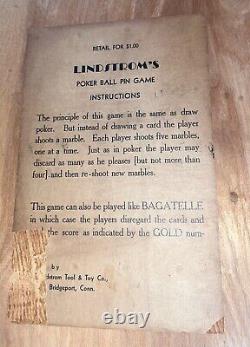 RETAIL FOR $1.00
LINDSTROM'S
POKER BALL PIN GAME
INSTRUCTIONS
The principle of this game is the same as draw
poker. But instead of drawing a card the player
shoots a marble. Each player shoots five marbles,
one at a time. Just as in poker the player may
discard as many as he pleases [but not more than
four] and then re-shoot new marbles.
This game can also be played like BAGATELLE
in which case the players disregard the cards and
the score as indicated by the GOLD num-
by
dstrom Tool & Toy Co.,
Bridgeport, Conn.